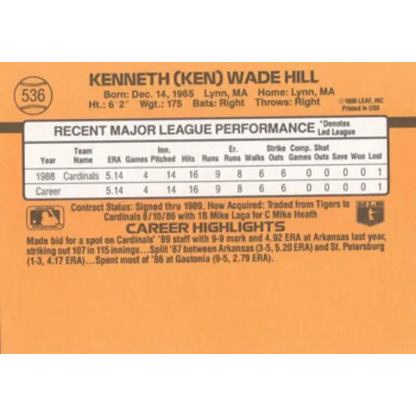 536
KENNETH (KEN) WADE HILL
Born: Dec. 14, 1965 Lynn, MA Home: Lynn, MA
Ht.: 6'2" Wgt.: 175 Bats: Right Throws: Right
©1988 LEAF, INC
Printed in USA
RECENT MAJOR LEAGUE PERFORMANCE *Denotes Led League
Year Team Name ERA Games Inn. Pitched Hits Runs Er. Runs Walks Strike Outs Comp. Games Shut Outs Save Won Lost
1988 Cardinals 5.14 4 14 16 9 8 6 6 0 0 0 0 1
Career 5.14 4 14 16 9 8 6 6 0 0 0 0 1
Contract Status: Signed thru 1989. How Acquired: Traded from Tigers to
Cardinals 8/10/86 with 1B Mike Laga for C Mike Heath
CAREER HIGHLIGHTS
Made bid for a spot on Cardinals' '89 staff with 9-9 mark and 4.92 ERA at Arkansas last year,
striking out 107 in 115 innings...Split '87 between Arkansas (3-5, 5.20 ERA) and St. Petersburg
(1-3, 4.17 ERA)...Spent most of '86 at Gastonia (9-5, 2.79 ERA).